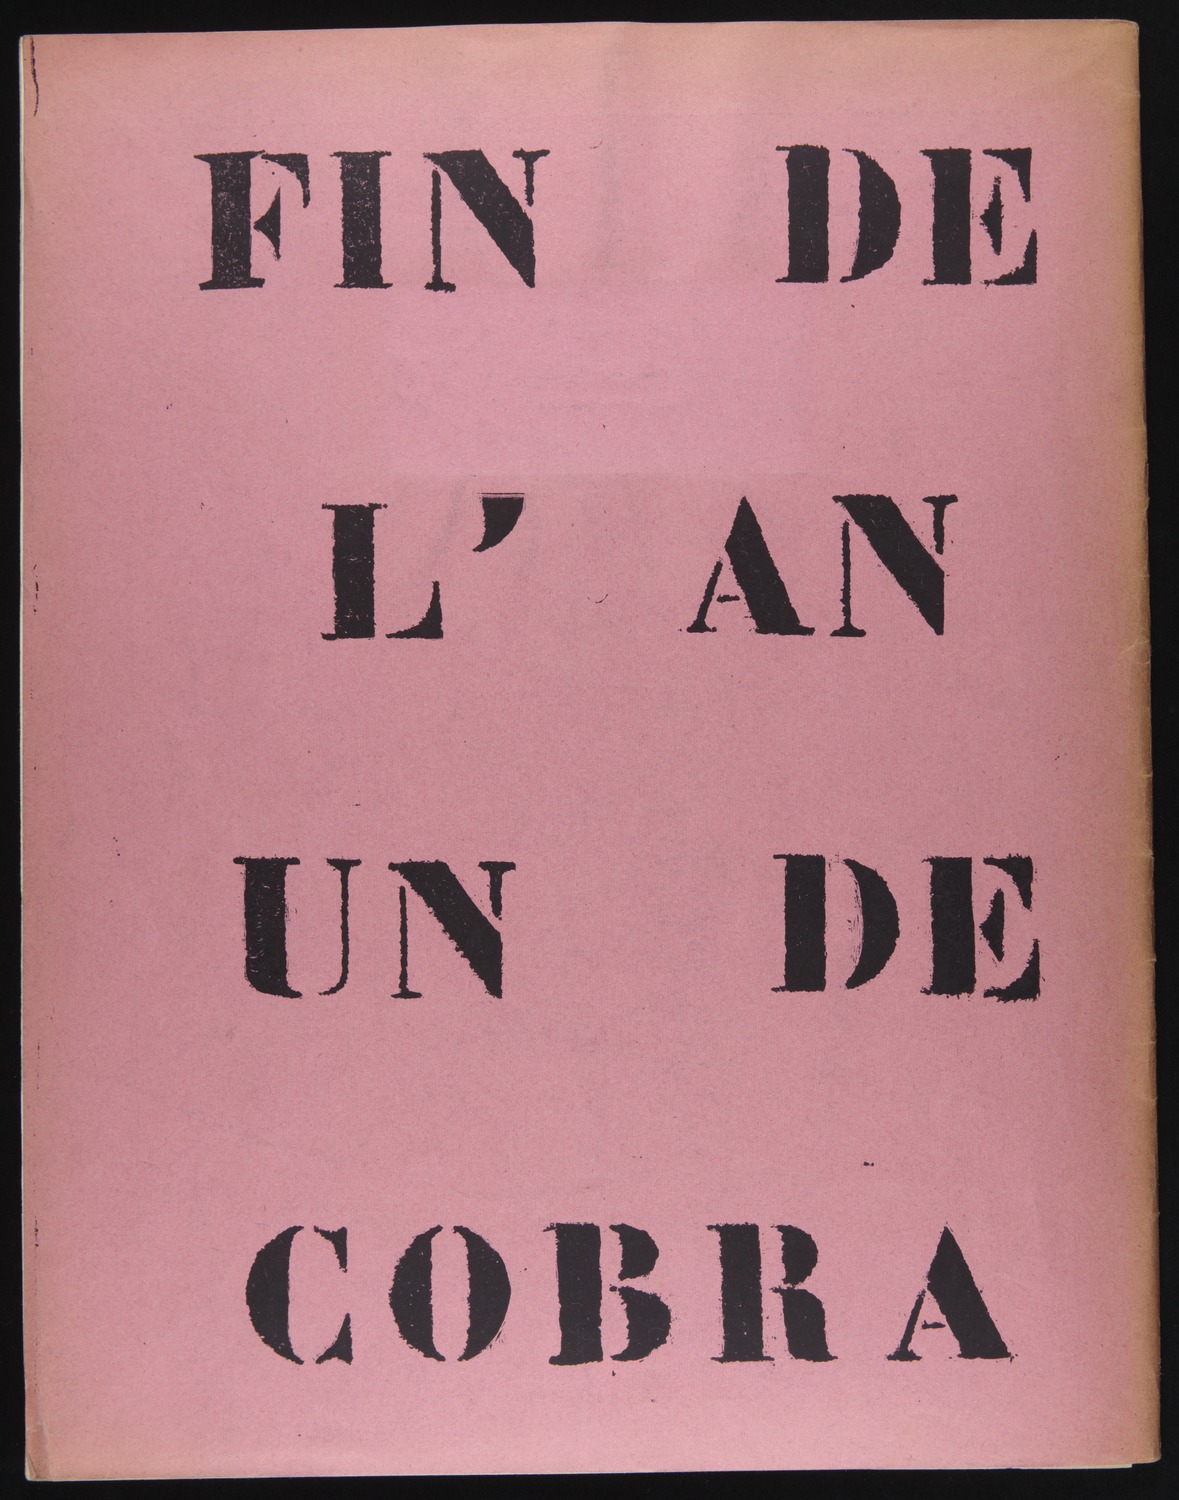 FIN DE
L' AN
UN DE
COBRA